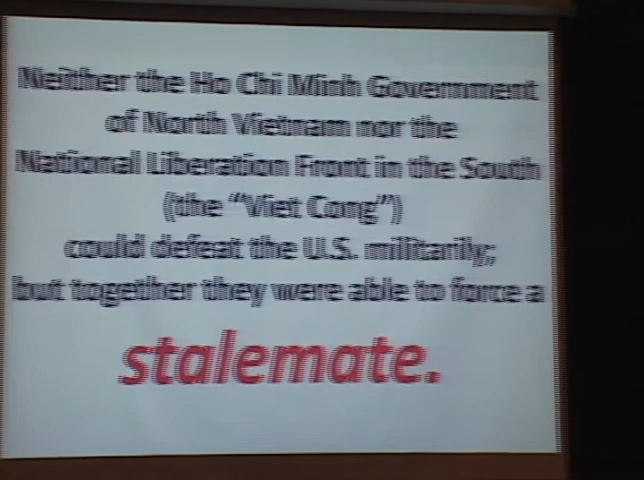 Neither the Ho Chi Minh Government
of North Vietnam nor the
National Liberation Front in the South
(the “Viet Cong”)
could defeat the U.S. militarily;
but together they were able to force a
stalemate.